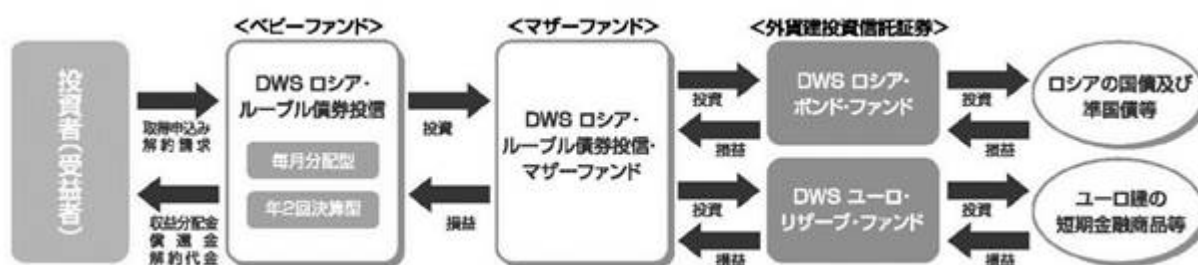 <ベビーファンド>
<マザーファンド>
<外貨建投資信託証券>
投資者(受益者)
取得申込み
解約請求
収益分配金
償還金
解約代金
DWS ロシア・
ルーブル債券投信
毎月分配型
年2回決算型
投資
損益
DWS ロシア・
ルーブル債券投信・
マザーファンド
投資
損益
投資
損益
DWS ロシア・
ボンド・ファンド
DWS ユーロ・
リザーブ・ファンド
投資
損益
投資
損益
ロシアの国債及び
準国債等
ユーロ建の
短期金融商品等